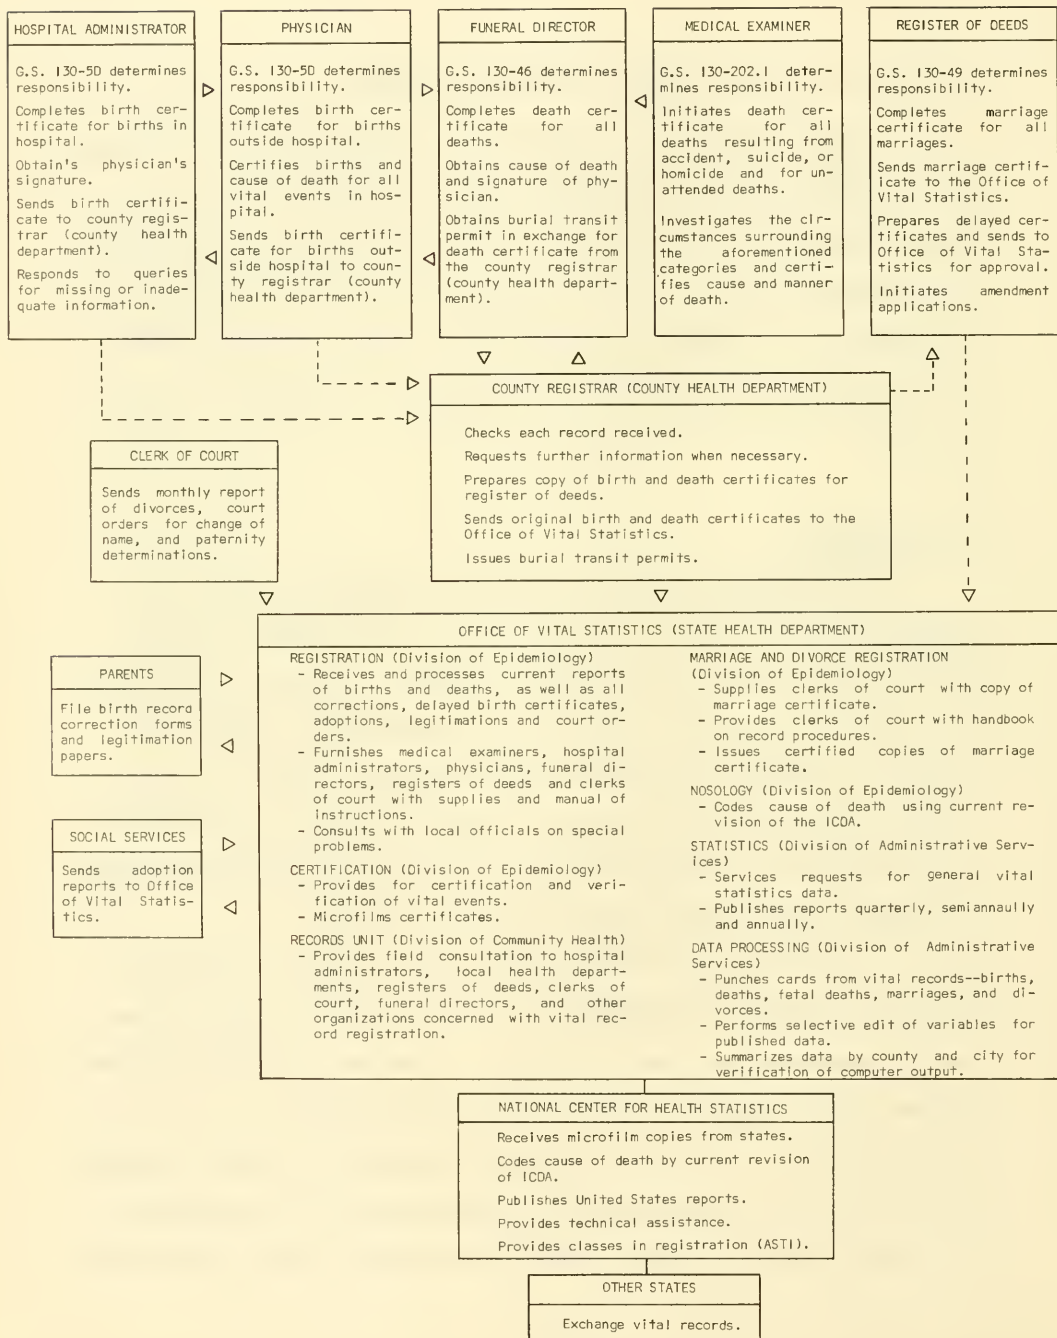 HOSPITAL ADMINISTRATOR
G.S. 130-50 determines
responsibility.
Completes birth cer-
tificate for births in
hospital.
Obtain's physician's
signature.
Sends birth certifi-
cate to county regis-
trar (county health
department).
Responds to queries
for missing or inade-
quate information.
PHYSICIAN
G.S. 130-50 determines
responsibility.
Completes birth cer-
tificate for births
outside hospital.
Certifies births and
cause of death for all
vital events in hos-
pital.
Sends birth certifi-
cate for births out-
side hospital to coun-
ty registrar (county
health department).
FUNERAL DIRECTOR
G.S. 130-46 determines
responsibility.
Completes death cer-
tificate for all
deaths.
Obtains cause of death
and signature of phy-
sician.
Obtains burial transit
permit in exchange for
death certificate from
the county registrar
(county health depart-
ment).
MEDICAL EXAMINER
G.S. 130-202.1 deter-
mines responsibility.
Initiates death cer-
tificate for all
deaths resulting from
accident, suicide, or
homicide and for un-
attended deaths.
Investigates the cir-
cumstances surrounding
the aforementioned
categories and certi-
fies cause and manner
of death.
REGISTER OF DEEDS
G.S. 130-49 determines
responsibility.
Completes marriage
certificate for all
marriages.
Sends marriage certif-
icate to the Office of
Vital Statistics.
Prepares delayed cer-
tificates and sends to
Office of Vital Sta-
tistics for approval.
Initiates amendment
applications.
COUNTY REGISTRAR (COUNTY HEALTH DEPARTMENT)
Checks each record received.
Requests further information when necessary.
Prepares copy of birth and death certificates for
register of deeds.
Sends original birth and death certificates to the
Office of Vital Statistics.
Issues burial transit permits.
CLERK OF COURT
Sends monthly report
of divorces, court
orders for change of
name, and paternity
determinations.
OFFICE OF VITAL STATISTICS (STATE HEALTH DEPARTMENT)
REGISTRATION (Division of Epidemiology)
- Receives and processes current reports
of births and deaths, as well as all
corrections, delayed birth certificates,
adoptions, legitimations and court or-
ders.
- Furnishes medical examiners, hospital
administrators, physicians, funeral di-
rectors, registers of deeds and clerks
of court with supplies and manual of
instructions.
- Consults with local officials on special
problems.
CERTIFICATION (Division of Epidemiology)
- Provides for certification and veri-
fication of vital events.
- Microfilms certificates.
RECORDS UNIT (Division of Community Health)
- Provides field consultation to hospital
administrators, local health depart-
ments, registers of deeds, clerks of
court, funeral directors, and other
organizations concerned with vital rec-
ord registration.
MARRIAGE AND DIVORCE REGISTRATION
(Division of Epidemiology)
- Supplies clerks of court with copy of
marriage certificate.
- Provides clerks of court with handbook
on record procedures.
- Issues certified copies of marriage
certificate.
NOSOLOGY (Division of Epidemiology)
- Codes cause of death using current re-
vision of the ICDA.
STATISTICS (Division of Administrative Serv-
ices)
- Services requests for general vital
statistics data.
- Publishes reports quarterly, semiannaully
and annually.
DATA PROCESSING (Division of Administrative
Services)
- Punches cards from vital records--births,
deaths, fetal deaths, marriages, and di-
vorces.
- Performs selective edit of variables for
published data.
- Summarizes data by county and city for
verification of computer output.
PARENTS
File birth record
correction forms
and legitimation
papers.
SOCIAL SERVICES
Sends adoption
reports to Office
of Vital Statis-
tics.
NATIONAL CENTER FOR HEALTH STATISTICS
Receives microfilm copies from states.
Codes cause of death by current revision
of ICDA.
Publishes United States reports.
Provides technical assistance.
Provides classes in registration (ASTI).
OTHER STATES
Exchange vital records.